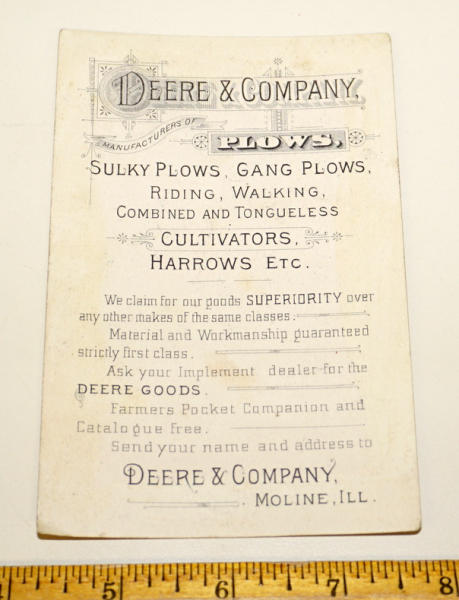 DEERE & COMPANY,
MANUFACTURERS OF
PLOWS,
SULKY PLOWS, GANG PLOWS,
RIDING, WALKING,
COMBINED AND TONGUELESS
CULTIVATORS,
HARROWS ETC.
We claim for our goods SUPERIORITY over
any other makes of the same classes.
Material and Workmanship guaranteed
strictly first class.
Ask your Implement dealer for the
DEERE GOODS.
Farmers Pocket Companion and
Catalogue free.
Send your name and address to
DEERE & COMPANY,
MOLINE, ILL.
5 6 7 8